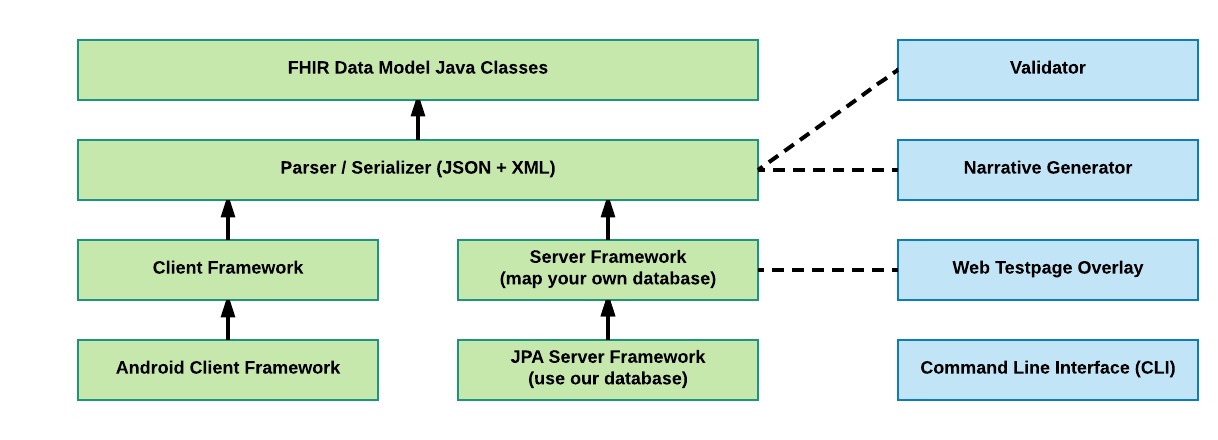 FHIR Data Model Java Classes
Validator
Parser / Serializer (JSON + XML)
Narrative Generator
Client Framework
Server Framework
(map your own database)
Web Testpage Overlay
Android Client Framework
JPA Server Framework
(use our database)
Command Line Interface (CLI)